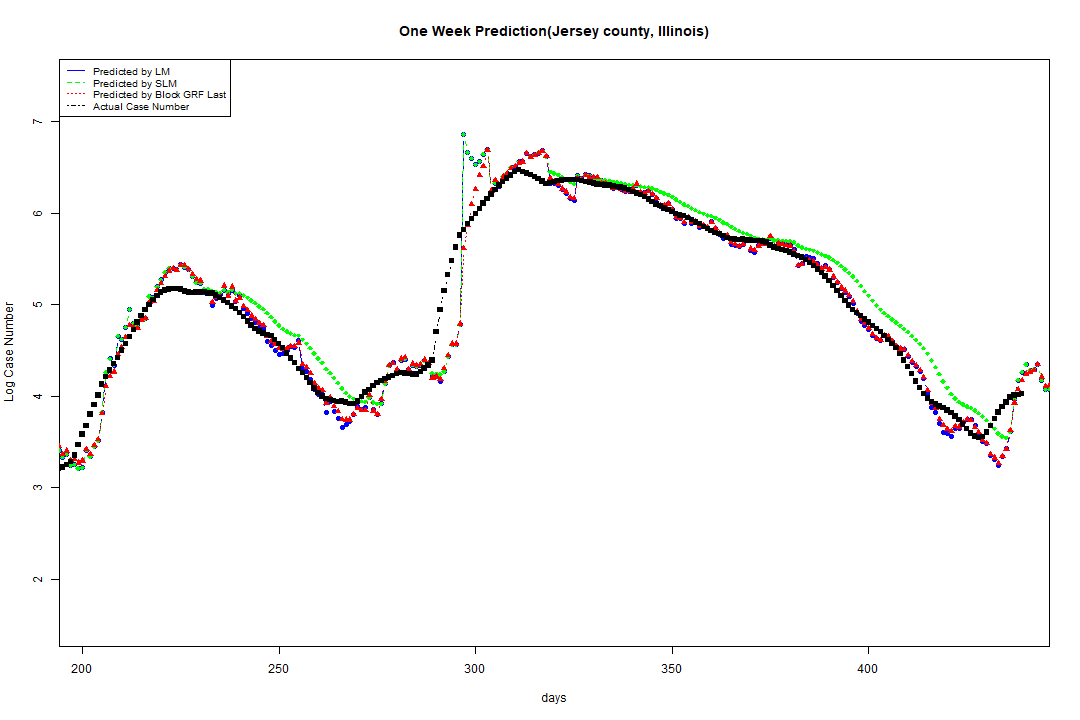 One Week Prediction(Jersey county, Illinois)
Predicted by LM
Predicted by SLM
Predicted by Block GRF Last
Actual Case Number
7
6
5
4
3
2
Log Case Number
200 250 300 350 400
days